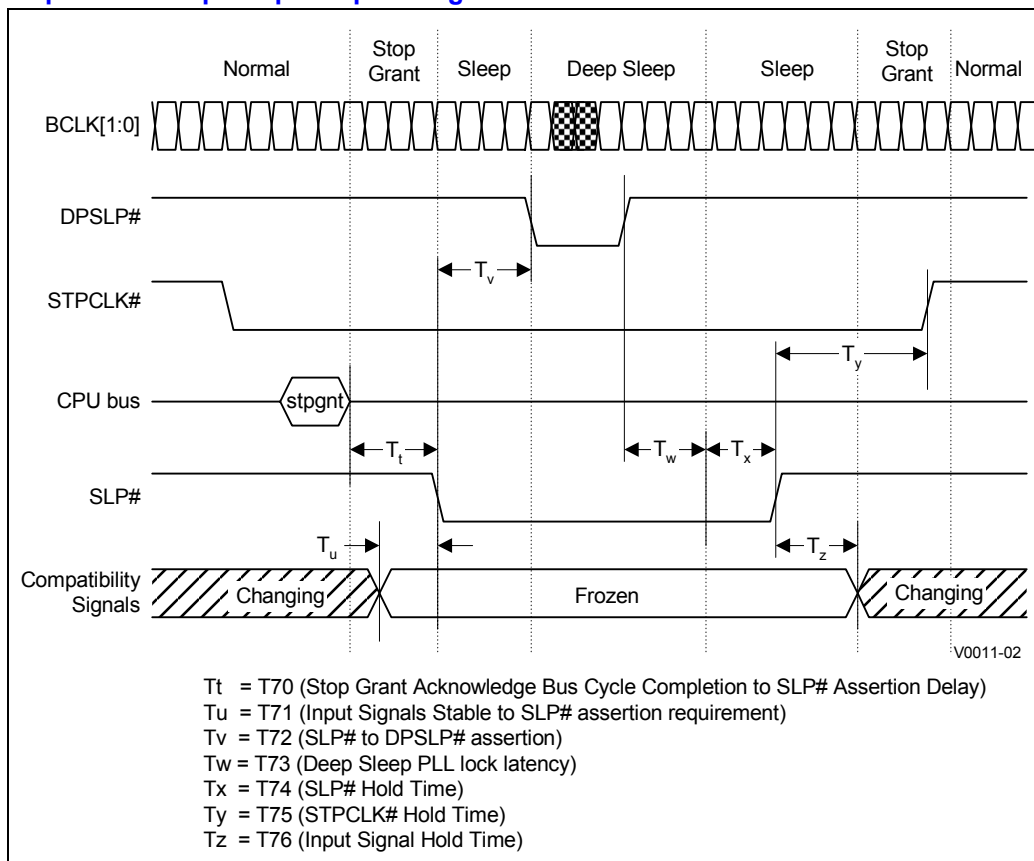 Stop
Grant
Stop
Grant
Normal
Sleep
Deep Sleep
Sleep
Normal
BCLK[1:0]
DPSLP#
Tv
STPCLK#
Ty
CPU bus
stpgnt
Tt
Tw
Tx
SLP#
Tu
Tz
Compatibility
Signals
Changing
Frozen
Changing
V0011-02
Tt = T70 (Stop Grant Acknowledge Bus Cycle Completion to SLP# Assertion Delay)
Tu = T71 (Input Signals Stable to SLP# assertion requirement)
Tv = T72 (SLP# to DPSLP# assertion)
Tw = T73 (Deep Sleep PLL lock latency)
Tx = T74 (SLP# Hold Time)
Ty = T75 (STPCLK# Hold Time)
Tz = T76 (Input Signal Hold Time)